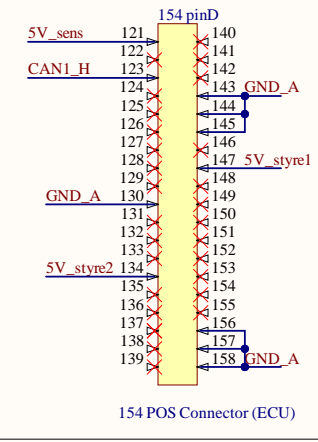 154 pinD
5V_sens 121 140
122 141
CAN1_H 123 142
124 143 GND_A
125 144
126 145
127 146
128 147 5V_styre1
129 148
GND_A 130 149
131 150
132 151
133 152
5V_styre2 134 153
135 154
136 155
137 156
138 157
139 158 GND_A
154 POS Connector (ECU)